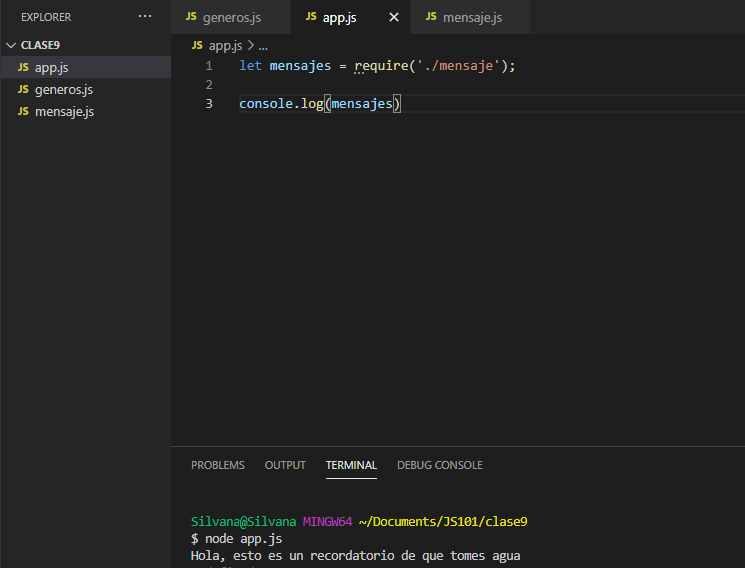 EXPLORER ...
CLASE9
JS app.js
JS generos.js
JS mensaje.js
JS generos.js JS app.js JS mensaje.js
JS app.js > ...
1 let mensajes = require('./mensaje');
2
3 console.log(mensajes)
PROBLEMS OUTPUT TERMINAL DEBUG CONSOLE
Silvana@Silvana MINGW64 ~/Documents/JS101/clase9
$ node app.js
Hola, esto es un recordatorio de que tomes agua